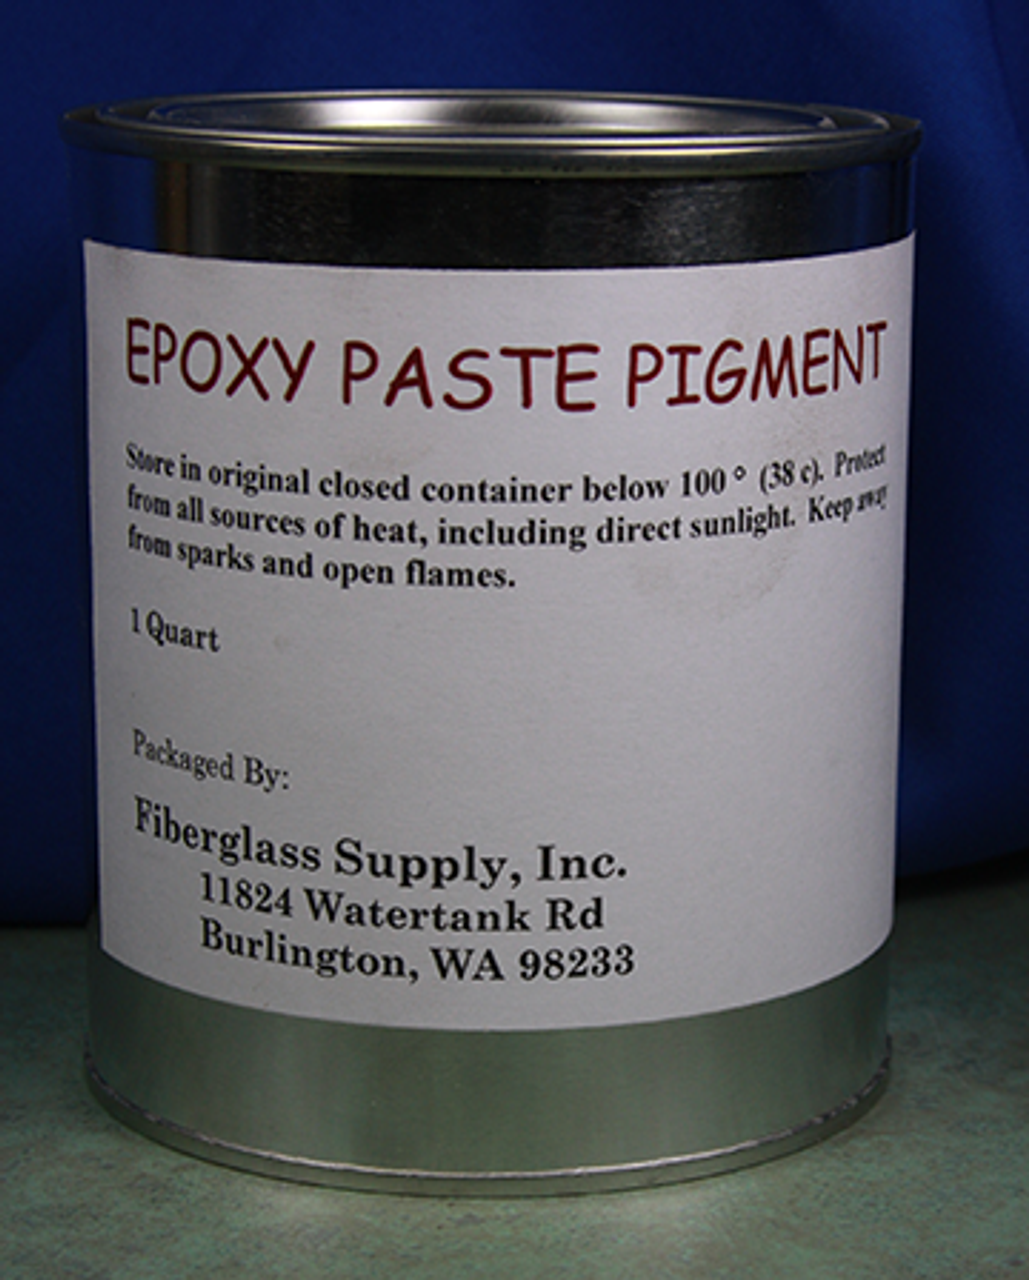 EPOXY PASTE PIGMENT
Store in original closed container below 100 ° (38 c). Protect
from all sources of heat, including direct sunlight. Keep away
from sparks and open flames.
1 Quart
Packaged By:
Fiberglass Supply, Inc.
11824 Watertank Rd
Burlington, WA 98233